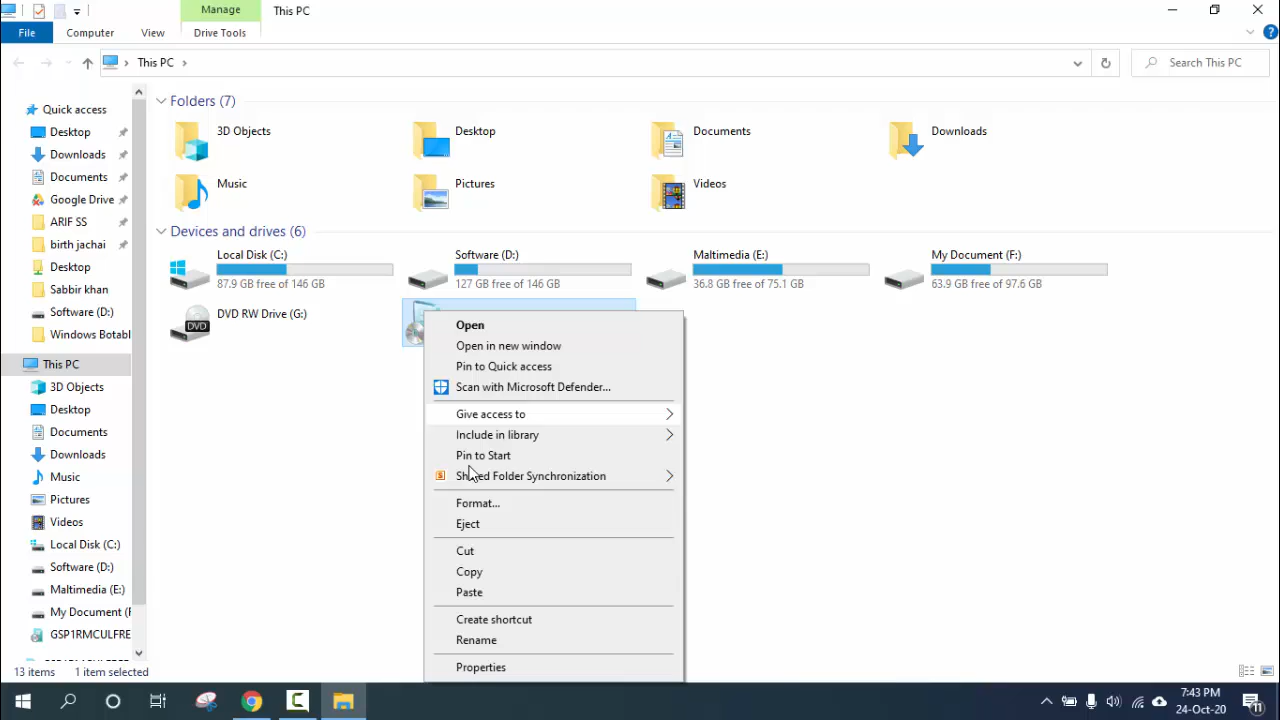 Manage
This PC
File
Computer
View
Drive Tools
This PC
Search This PC
Quick access
Desktop
Downloads
Documents
Google Drive
ARIF SS
birth jachai
Desktop
Sabbir khan
Software (D:)
Windows Botabl
This PC
3D Objects
Desktop
Documents
Downloads
Music
Pictures
Videos
Local Disk (C:)
Software (D:)
Maltimedia (E:)
My Document (F
GSP1RMCULFRE
Folders (7)
3D Objects
Desktop
Documents
Downloads
Music
Pictures
Videos
Devices and drives (6)
Local Disk (C:)
87.9 GB free of 146 GB
Software (D:)
127 GB free of 146 GB
Maltimedia (E:)
36.8 GB free of 75.1 GB
My Document (F:)
63.9 GB free of 97.6 GB
DVD
DVD RW Drive (G:)
Open
Open in new window
Pin to Quick access
Scan with Microsoft Defender...
Give access to
Include in library
Pin to Start
Shared Folder Synchronization
Format...
Eject
Cut
Copy
Paste
Create shortcut
Rename
Properties
13 items
1 item selected
7:43 PM
24-Oct-20
11